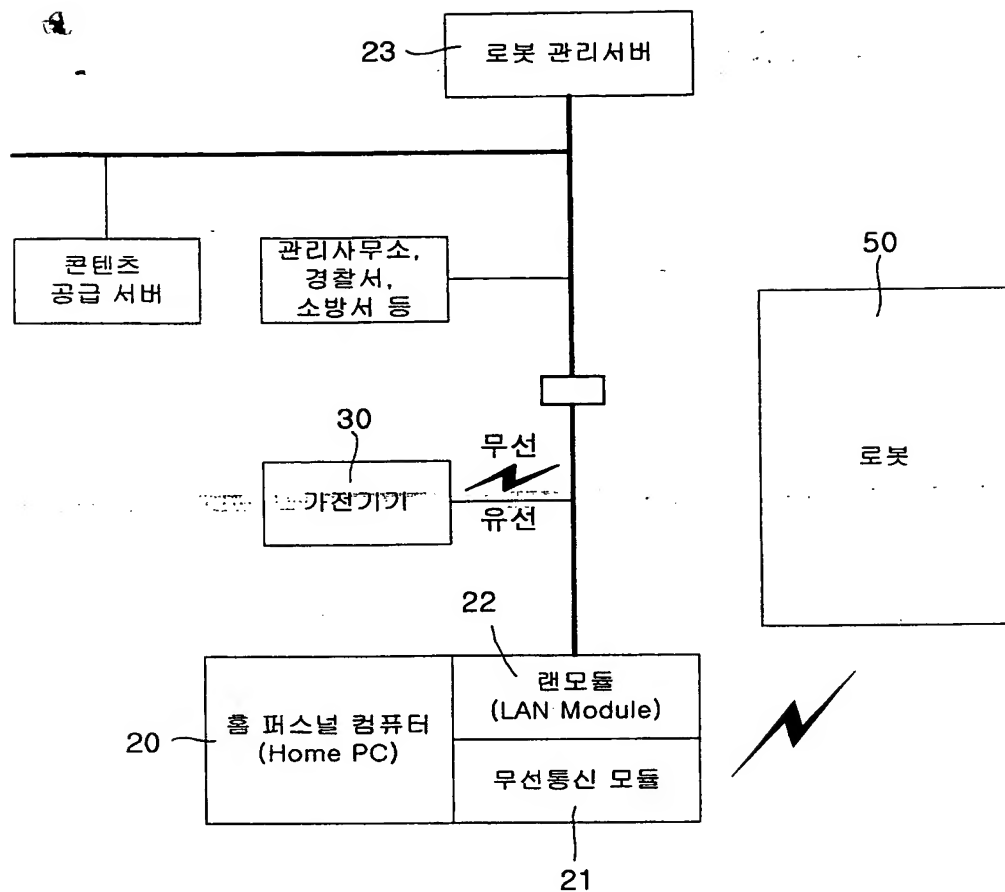 23
로봇 관리서버
콘텐츠
공급 서버
관리사무소,
경찰서,
소방서 등
50
로봇
30
가전기기
무선
유선
22
랜모듈
(LAN Module)
20
홈 퍼스널 컴퓨터
(Home PC)
무선통신 모듈
21